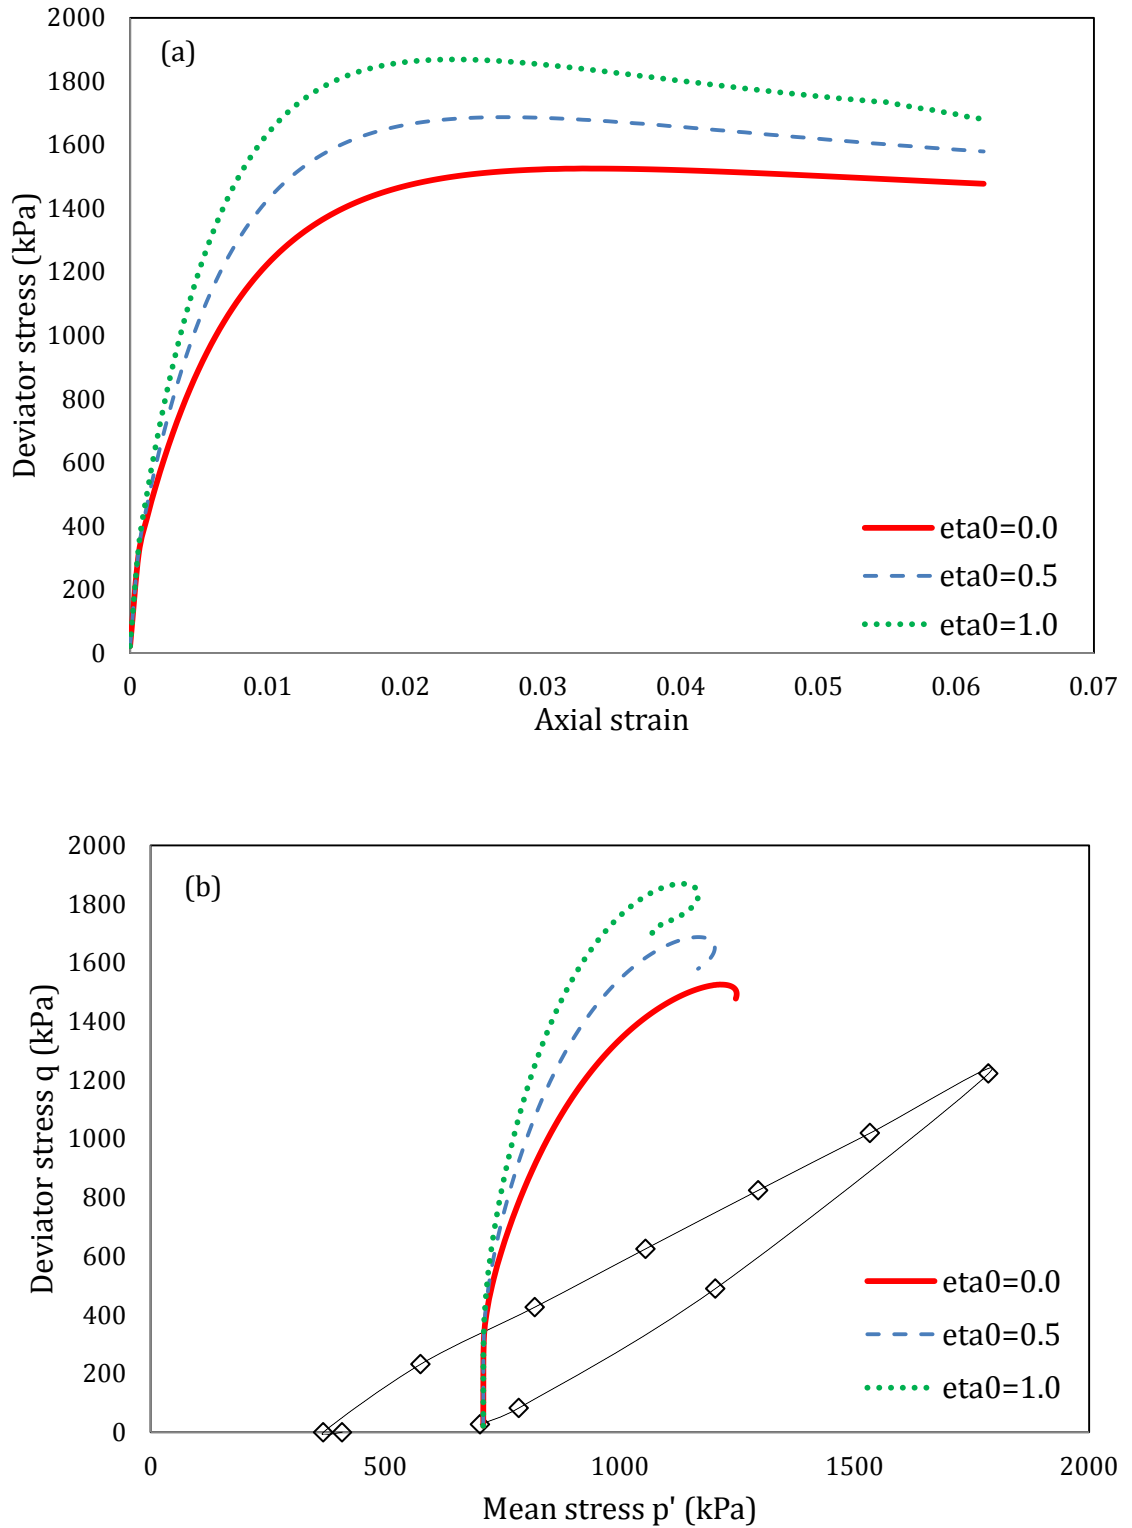 2000
1800
1600
1400
1200
1000
800
600
400
200
0
Deviator stress (kPa)
(a)
eta0=0.0
eta0=0.5
eta0=1.0
0 0.01 0.02 0.03 0.04 0.05 0.06 0.07
Axial strain
2000
1800
1600
1400
1200
1000
800
600
400
200
0
Deviator stress q (kPa)
(b)
eta0=0.0
eta0=0.5
eta0=1.0
0 500 1000 1500 2000
Mean stress p' (kPa)